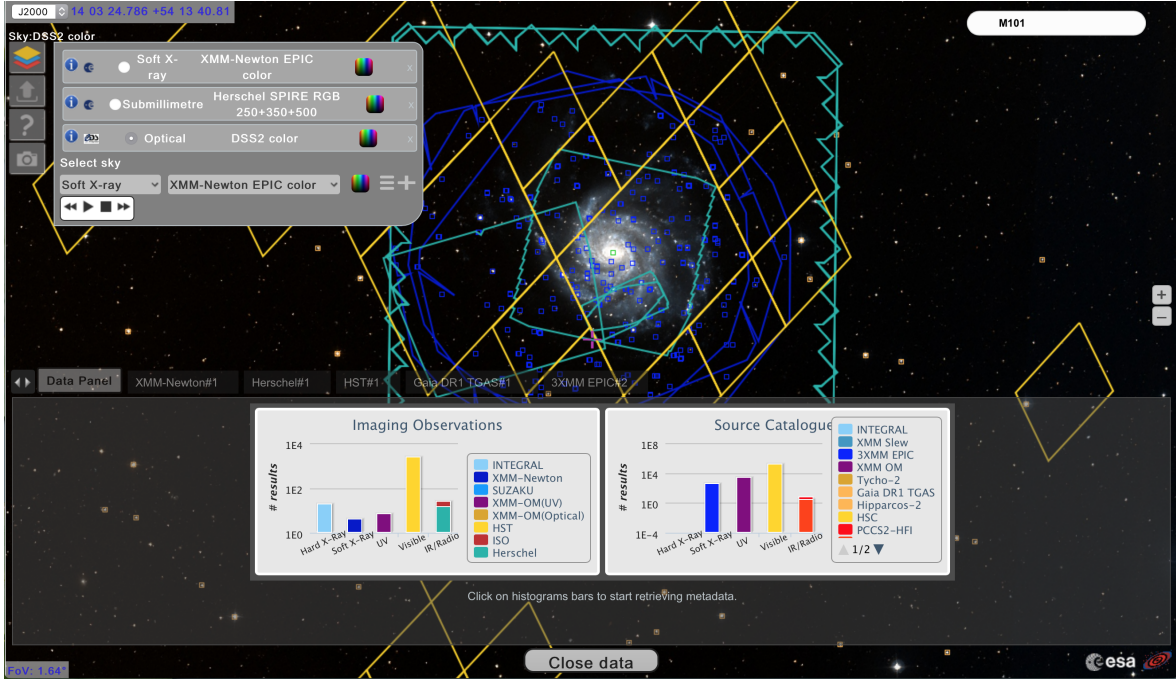 J2000
14 03 24.786 +54 13 40.81
M101
Sky:DSS2 color
Soft X-ray
XMM-Newton EPIC color
x
Submilletre
Herschel SPIRE RGB 250+350+500
x
Optical
DSS2 color
x
Select sky
Soft X-ray
XMM-Newton EPIC color
+
−
Data Panel
XMM-Newton#1
Herschel#1
HST#1
Gaia DR1 TGAS#1
3XMM EPIC#2
Imaging Observations
# results
1E4
1E2
1E0
Hard X-Ray
Soft X-Ray
UV
Visible
IR/Radio
INTEGRAL
XMM-Newton
SUZAKU
XMM-OM(UV)
XMM-OM(Optical)
HST
ISO
Herschel
Source Catalogue
# results
1E8
1E4
1E0
1E-4
Hard X-Ray
Soft X-Ray
UV
Visible
IR/Radio
INTEGRAL
XMM Slew
3XMM EPIC
XMM OM
Tycho-2
Gaia DR1 TGAS
Hipparcos-2
HSC
PCCS2-HFI
1/2
Click on histograms bars to start retrieving metadata.
Close data
FoV: 1.64°
esa